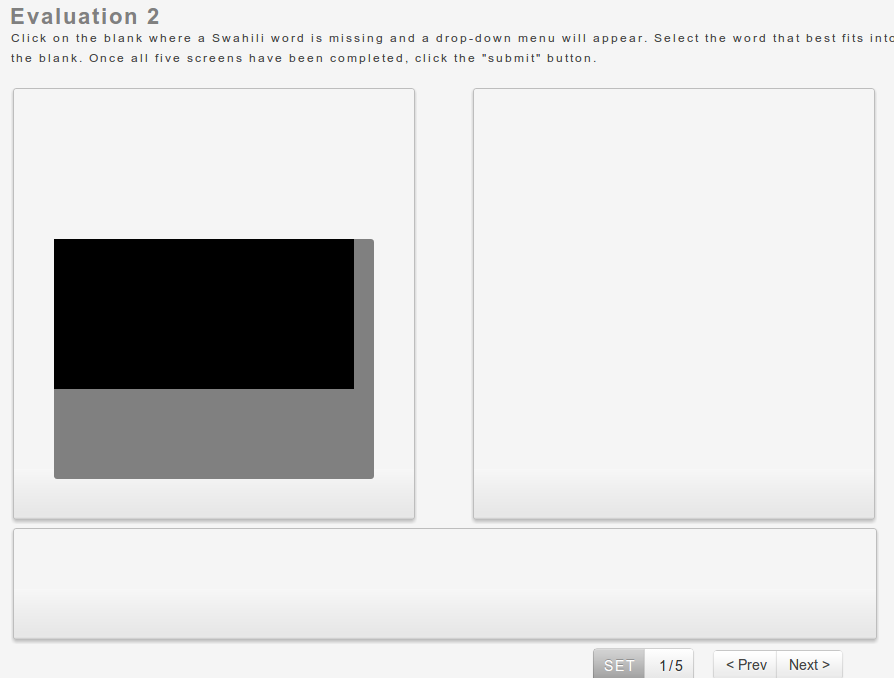 Evaluation 2
Click on the blank where a Swahili word is missing and a drop-down menu will appear. Select the word that best fits into
the blank. Once all five screens have been completed, click the "submit" button.
SET 1/5 < Prev Next >